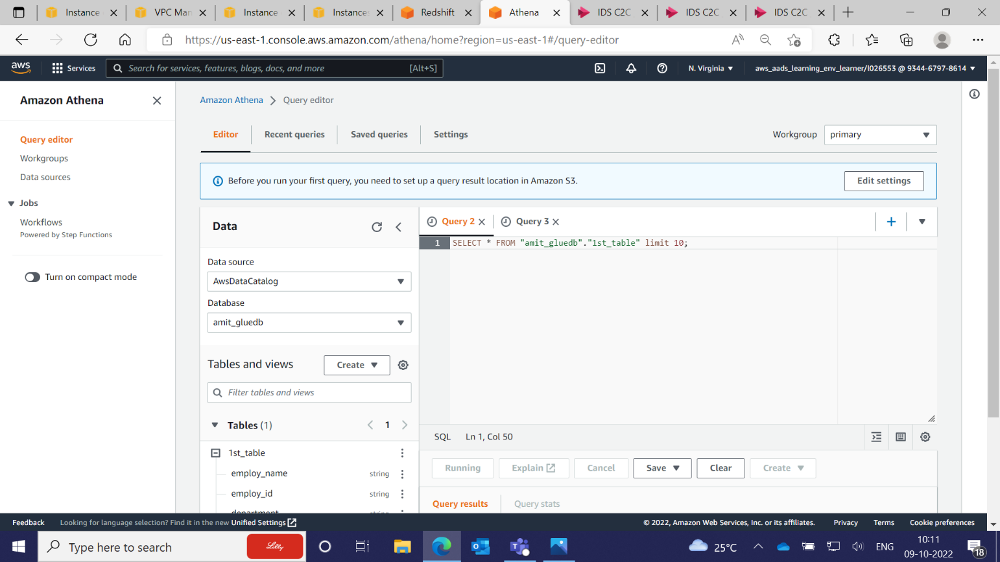 Instance
VPC Man
Instance
Instances
Redshift
Athena
IDS C2C
IDS C2C
IDS C2C
https://us-east-1.console.aws.amazon.com/athena/home?region=us-east-1#/query-editor
aws
Services
Search for services, features, blogs, docs, and more
[Alt+S]
N. Virginia
aws_aads_learning_env_learner/l026553 @ 9344-6797-8614
Amazon Athena
Query editor
Workgroups
Data sources
Jobs
Workflows
Powered by Step Functions
Turn on compact mode
Amazon Athena > Query editor
Editor
Recent queries
Saved queries
Settings
Workgroup
primary
Before you run your first query, you need to set up a query result location in Amazon S3.
Edit settings
Data
Data source
AwsDataCatalog
Database
amit_gluedb
Tables and views
Create
Filter tables and views
Tables (1)
1
1st_table
employ_name string
employ_id string
department string
Query 2
Query 3
1 SELECT * FROM "amit_gluedb"."1st_table" limit 10;
SQL Ln 1, Col 50
Running
Explain
Cancel
Save
Clear
Create
Query results
Query stats
Feedback
Looking for language selection? Find it in the new Unified Settings
© 2022, Amazon Web Services, Inc. or its affiliates.
Privacy
Terms
Cookie preferences
Type here to search
Lilly
25°C
ENG
10:11
09-10-2022
18